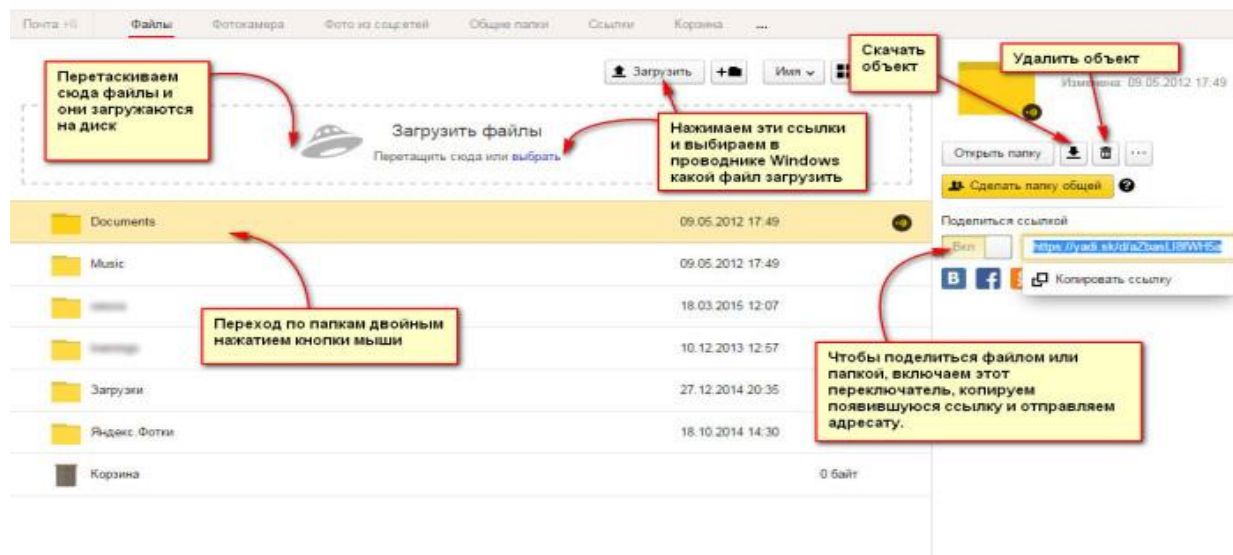 Почта +6 Файлы Фотокамера Фото из соцсетей Общие папки Ссылки Корзина ...
Перетаскиваем
сюда файлы и
они загружаются
на диск
Загрузить
Имя
Скачать
объект
Удалить объект
Изменена: 09.05.2012 17:49
Загрузить файлы
Перетащить сюда или выбрать
Нажимаем эти ссылки
и выбираем в
проводнике Windows
какой файл загрузить
Открыть папку
Сделать папку общей
Documents 09.05.2012 17:49
Поделиться ссылкой
Вкл
Копировать ссылку
Music 09.05.2012 17:49
18.03.2015 12:07
Переход по папкам двойным
нажатием кнопки мыши
10.12.2013 12:57
Чтобы поделиться файлом или
папкой, включаем этот
переключатель, копируем
появившуюся ссылку и отправляем
адресату.
Загрузки 27.12.2014 20:35
Яндекс.Фотки 18.10.2014 14:30
Корзина 0 байт